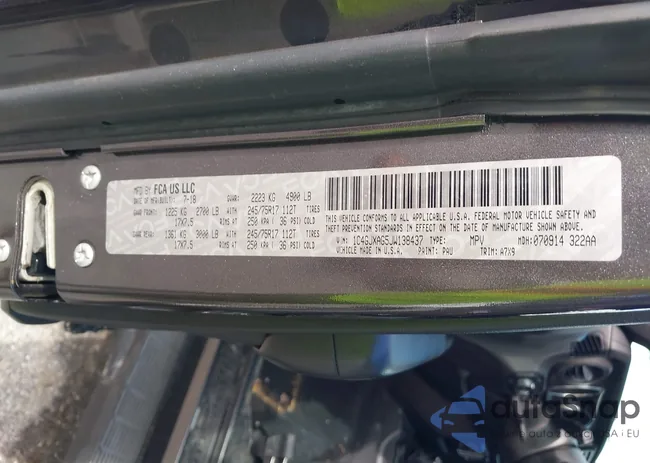 MFD BY FCA US LLC
DATE OF MFR: 7-18 GVWR: 2223 KG 4900 LB
GAWR FRONT: 1225 KG 2700 LB WITH 245/75R17 112T TIRES
17X7.5 RIMS AT 250 KPA ( 36 PSI) COLD
GAWR REAR: 1361 KG 3000 LB WITH 245/75R17 112T TIRES
17X7.5 RIMS AT 250 KPA ( 36 PSI) COLD
THIS VEHICLE CONFORMS TO ALL APPLICABLE U.S.A. FEDERAL MOTOR VEHICLE SAFETY AND
THEFT PREVENTION STANDARDS IN EFFECT ON THE DATE OF MANUFACTURE SHOWN ABOVE.
VIN: 1C4GJXAG5JW138437 TYPE: MPV MDH: 070914 322AA
VEHICLE MADE IN U.S.A. PAINT: PAU TRIM: A7X9
autoSnap
EU